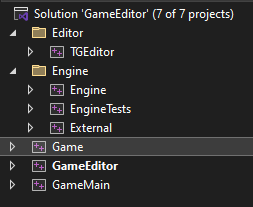 Solution 'GameEditor' (7 of 7 projects)
Editor
TGEditor
Engine
Engine
EngineTests
External
Game
GameEditor
GameMain